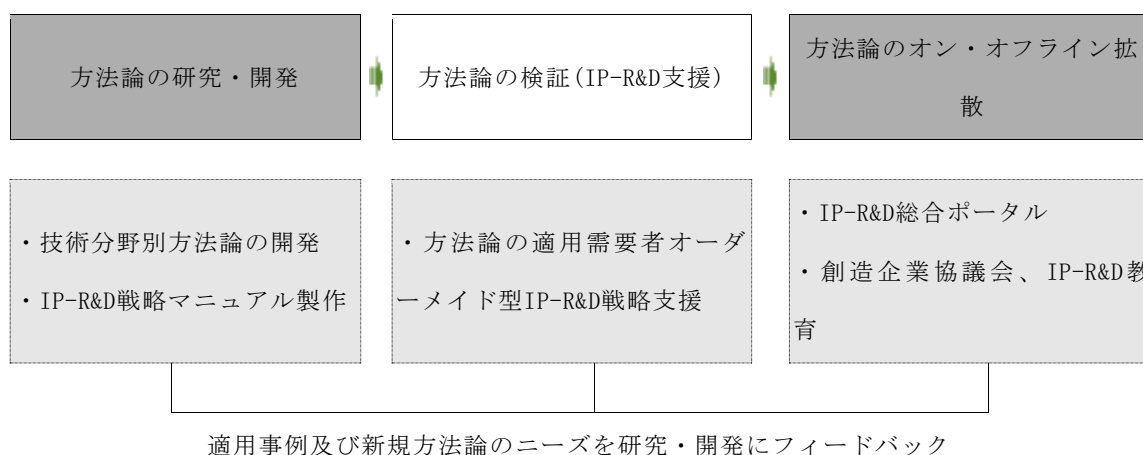 方法論の研究・開発
方法論の検証(IP-R&D支援)
方法論のオン・オフライン拡
散
・技術分野別方法論の開発
・IP-R&D戦略マニュアル製作
・方法論の適用需要者オーダ
ーメイド型IP-R&D戦略支援
・IP-R&D総合ポータル
・創造企業協議会、IP-R&D教
育
適用事例及び新規方法論のニーズを研究・開発にフィードバック